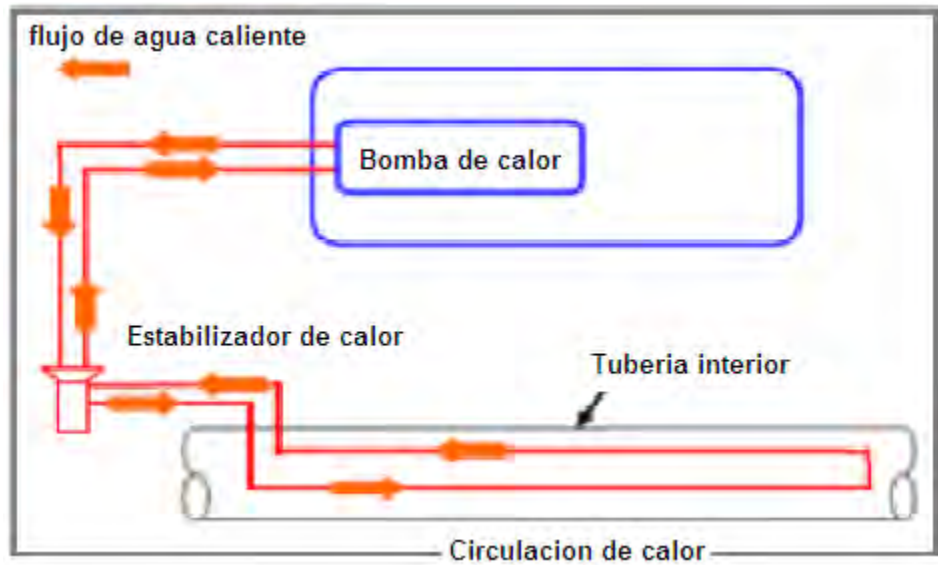 flujo de agua caliente
Bomba de calor
Estabilizador de calor
Tuberia interior
Circulacion de calor